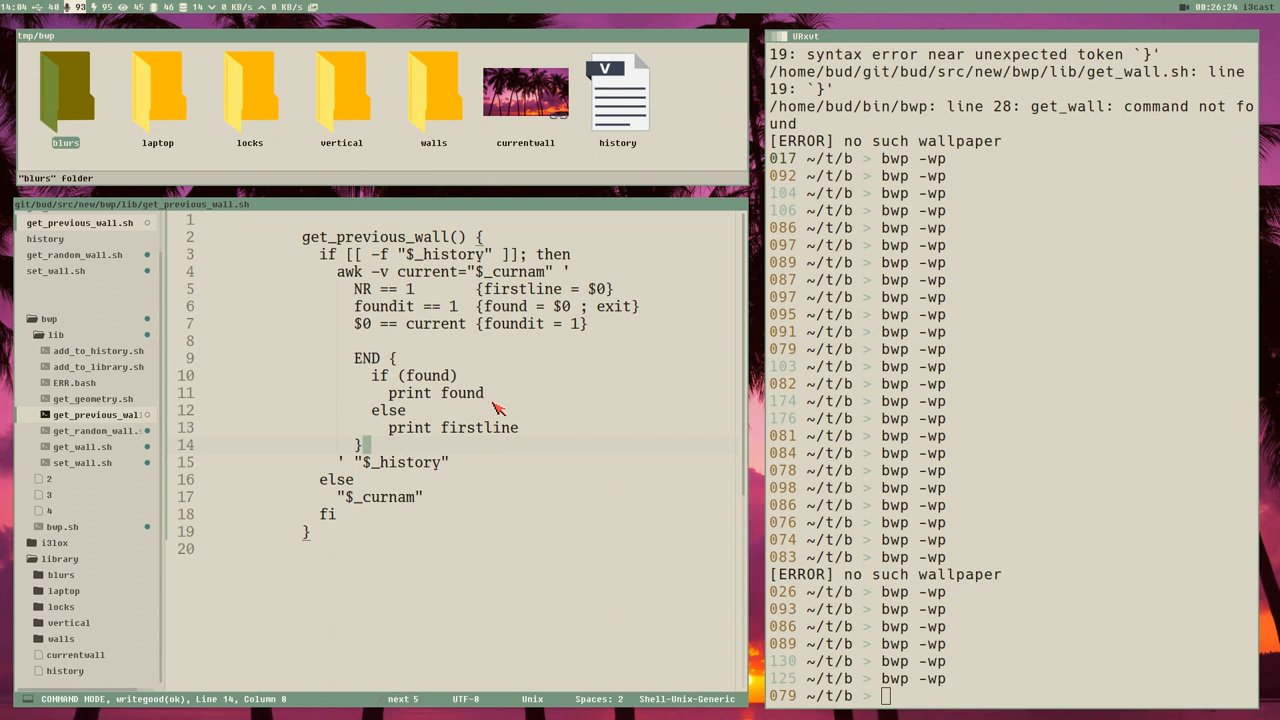 14:04 40 93 95 45 46 14 0 KB/s 0 KB/s
00:26:24 i3cast
tmp/bwp
blurs laptop locks vertical walls currentwall history
"blurs" folder
git/bud/src/new/bwp/lib/get_previous_wall.sh
get_previous_wall.sh
history
get_random_wall.sh
set_wall.sh
bwp
lib
add_to_history.sh
add_to_library.sh
ERR.bash
get_geometry.sh
get_previous_wal
get_random_wall.
get_wall.sh
set_wall.sh
2
3
4
bwp.sh
i3lox
library
blurs
laptop
locks
vertical
walls
currentwall
history
1
2 get_previous_wall() {
3 if [[ -f "$_history" ]]; then
4 awk -v current="$_curnam" '
5 NR == 1 {firstline = $0}
6 foundit == 1 {found = $0 ; exit}
7 $0 == current {foundit = 1}
8
9 END {
10 if (found)
11 print found
12 else
13 print firstline
14 }
15 ' "$_history"
16 else
17 "$_curnam"
18 fi
19 }
20
COMMAND MODE, writegood(ok), Line 14, Column 8 next 5 UTF-8 Unix Spaces: 2 Shell-Unix-Generic
V
URxvt
19: syntax error near unexpected token `}'
/home/bud/git/bud/src/new/bwp/lib/get_wall.sh: line
19: `}'
/home/bud/bin/bwp: line 28: get_wall: command not fo
und
[ERROR] no such wallpaper
017 ~/t/b > bwp -wp
092 ~/t/b > bwp -wp
104 ~/t/b > bwp -wp
106 ~/t/b > bwp -wp
086 ~/t/b > bwp -wp
097 ~/t/b > bwp -wp
089 ~/t/b > bwp -wp
087 ~/t/b > bwp -wp
097 ~/t/b > bwp -wp
095 ~/t/b > bwp -wp
091 ~/t/b > bwp -wp
079 ~/t/b > bwp -wp
103 ~/t/b > bwp -wp
082 ~/t/b > bwp -wp
174 ~/t/b > bwp -wp
176 ~/t/b > bwp -wp
081 ~/t/b > bwp -wp
084 ~/t/b > bwp -wp
078 ~/t/b > bwp -wp
098 ~/t/b > bwp -wp
086 ~/t/b > bwp -wp
076 ~/t/b > bwp -wp
074 ~/t/b > bwp -wp
083 ~/t/b > bwp -wp
[ERROR] no such wallpaper
026 ~/t/b > bwp -wp
093 ~/t/b > bwp -wp
086 ~/t/b > bwp -wp
089 ~/t/b > bwp -wp
130 ~/t/b > bwp -wp
125 ~/t/b > bwp -wp
079 ~/t/b >